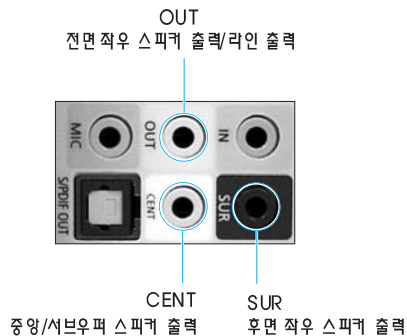 OUT
전면 좌우 스피커 출력/라인 출력
MIC
OUT
IN
S/PDIF OUT
CENT
SUR
CENT
중앙/서브우퍼 스피커 출력
SUR
후면 좌우 스피커 출력